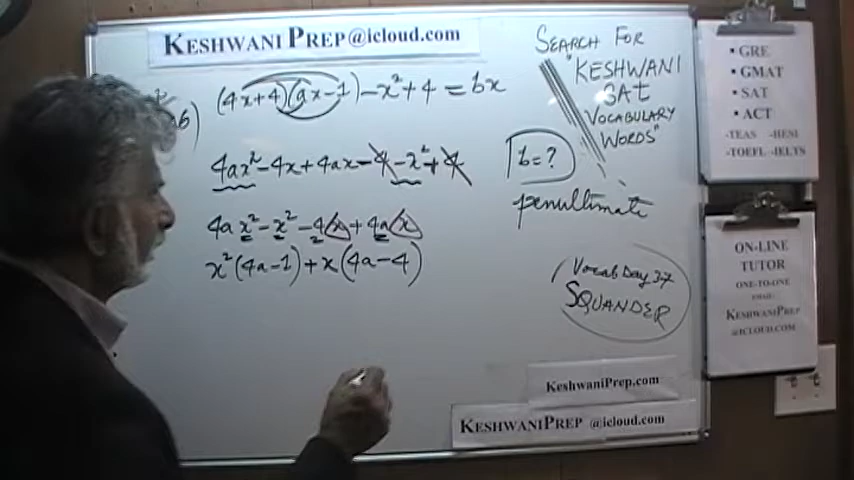 KESHWANI PREP@icloud.com
(4x+4)(ax-1)-x²+4=bx
4ax²-4x+4ax-4-x²+4
4ax²-x²-4x+4ax
x²(4a-1)+x(4a-4)
SEARCH FOR
"KESHWANI
SAT
VOCABULARY
WORDS"
b=?
penultimate
Vocab Day 37
SQUANDER
KESHWANIPREP.com
KESHWANIPREP @icloud.com
▪ GRE
▪ GMAT
▪ SAT
▪ ACT
-TEAS -HESI
-TOEFL -IELTS
ON-LINE
TUTOR
ONE-TO-ONE
EMAIL:
KESHWANIPREP
@ICLOUD.COM